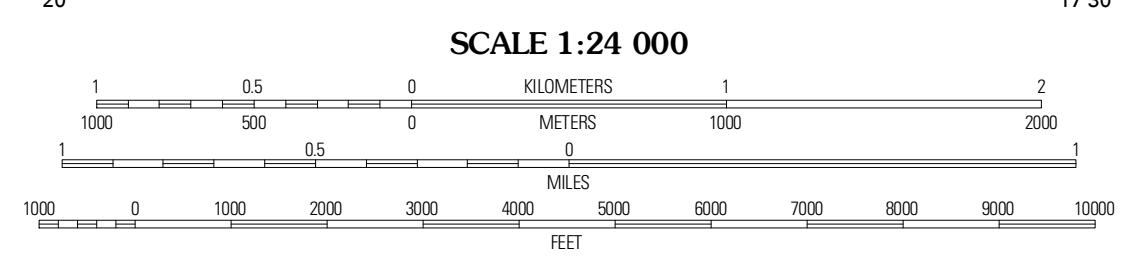 20 17'30
SCALE 1:24 000
1 0.5 0 KILOMETERS 1 2
1000 500 0 METERS 1000 2000
1 0.5 0 1
MILES
1000 0 1000 2000 3000 4000 5000 6000 7000 8000 9000 10000
FEET